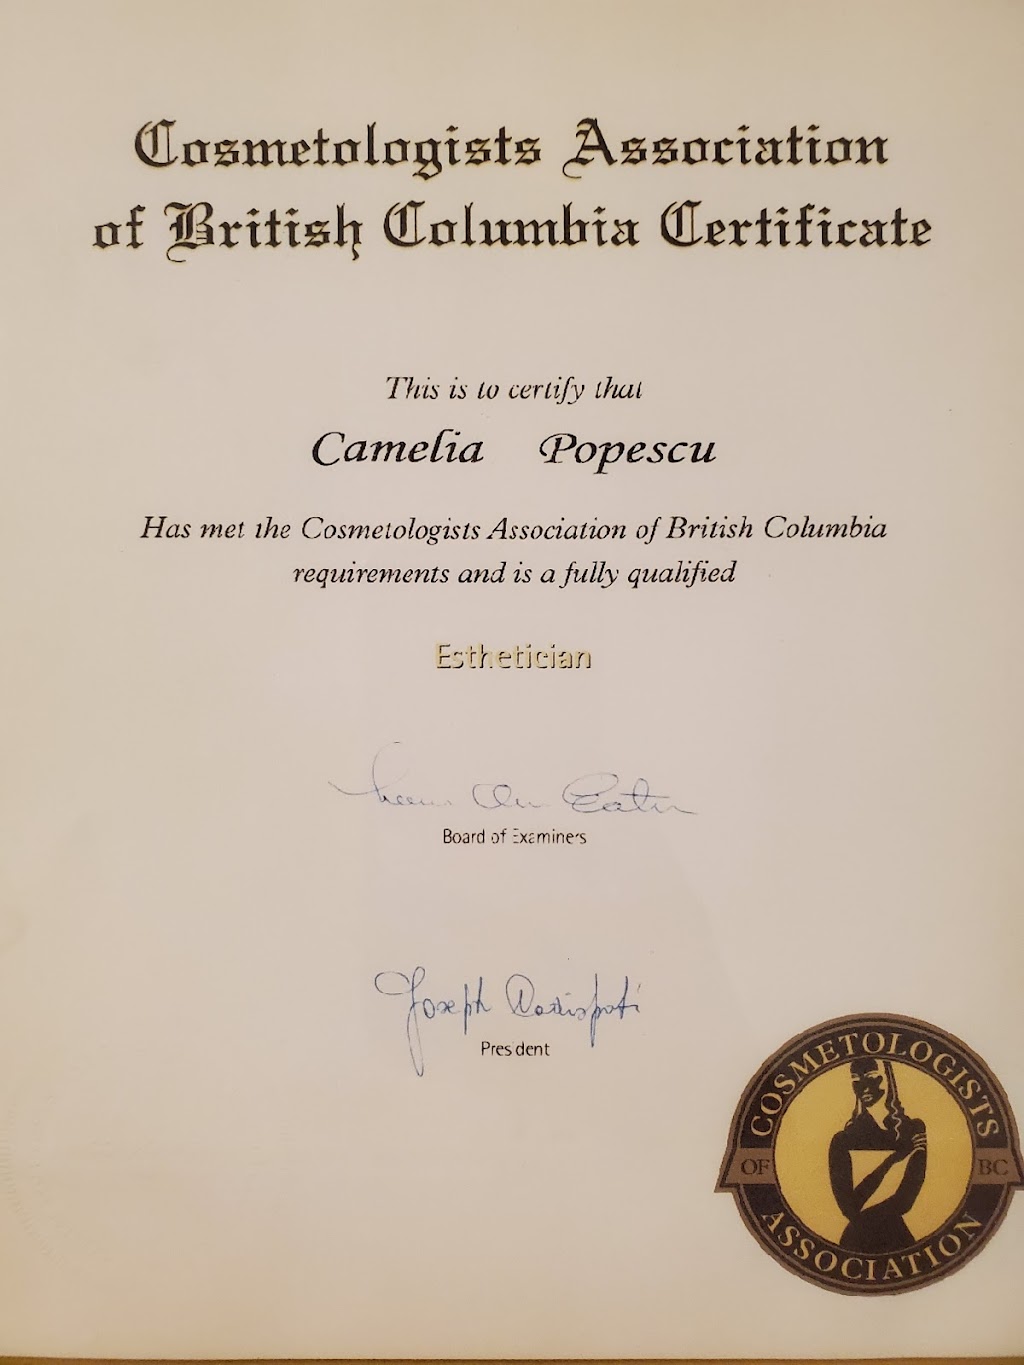 Cosmetologists Association
of British Columbia Certificate
This is to certify that
Camelia Popescu
Has met the Cosmetologists Association of British Columbia
requirements and is a fully qualified
Esthetician
Board of Examiners
Joseph
President
COSMETOLOGISTS
OF BC
ASSOCIATION